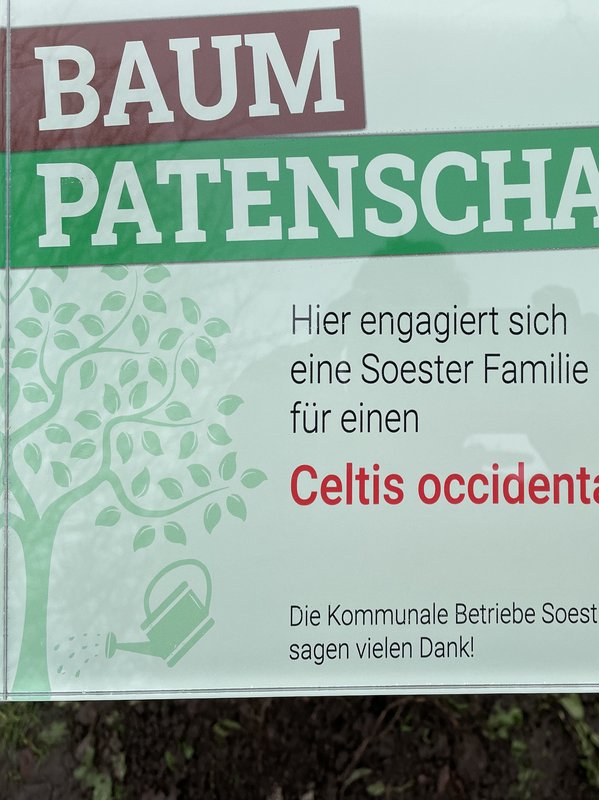 BAUM
PATENSCHA
Hier engagiert sich
eine Soester Familie
für einen
Celtis occidenta
Die Kommunale Betriebe Soest
sagen vielen Dank!